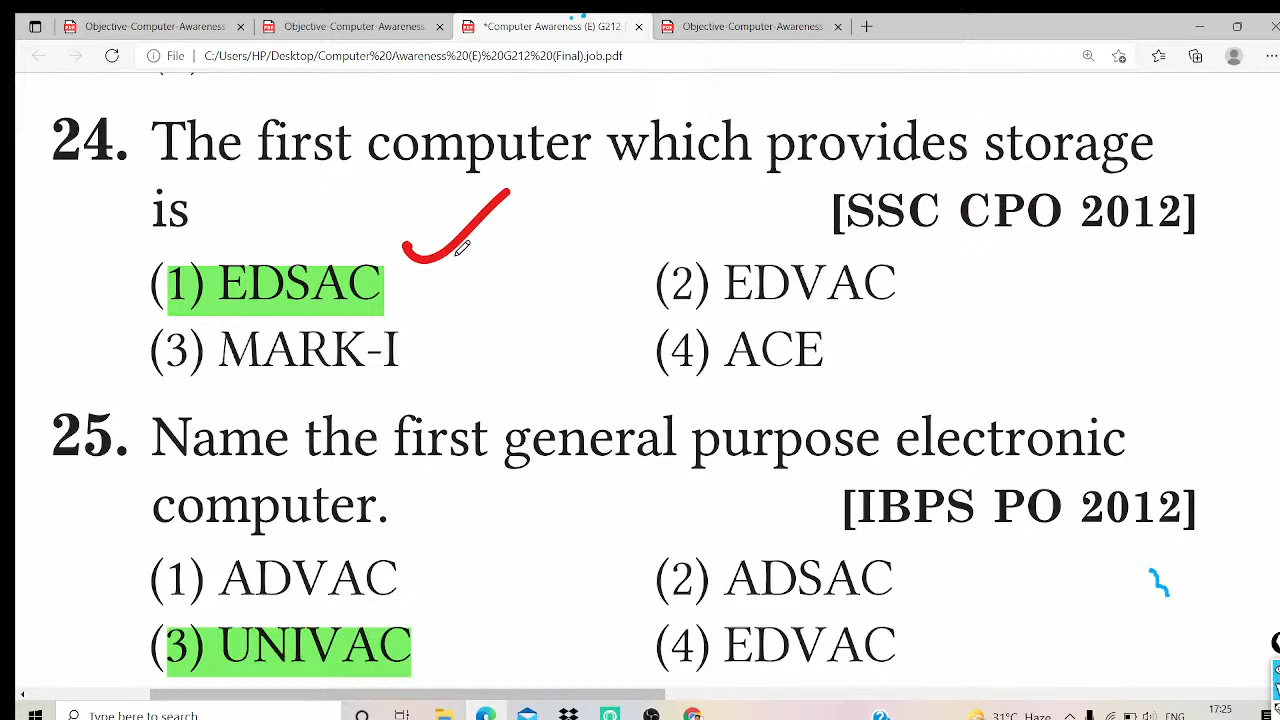 Objective-Computer-Awareness
Objective-Computer-Awareness
*Computer Awareness (E) G212
Objective-Computer-Awareness
File
C:/Users/HP/Desktop/Computer%20Awareness%20(E)%20G212%20(Final).job.pdf
24. The first computer which provides storage
is [SSC CPO 2012]
(1) EDSAC (2) EDVAC
(3) MARK-I (4) ACE
25. Name the first general purpose electronic
computer. [IBPS PO 2012]
(1) ADVAC (2) ADSAC
(3) UNIVAC (4) EDVAC
Type here to search
31°C Haze
17:25